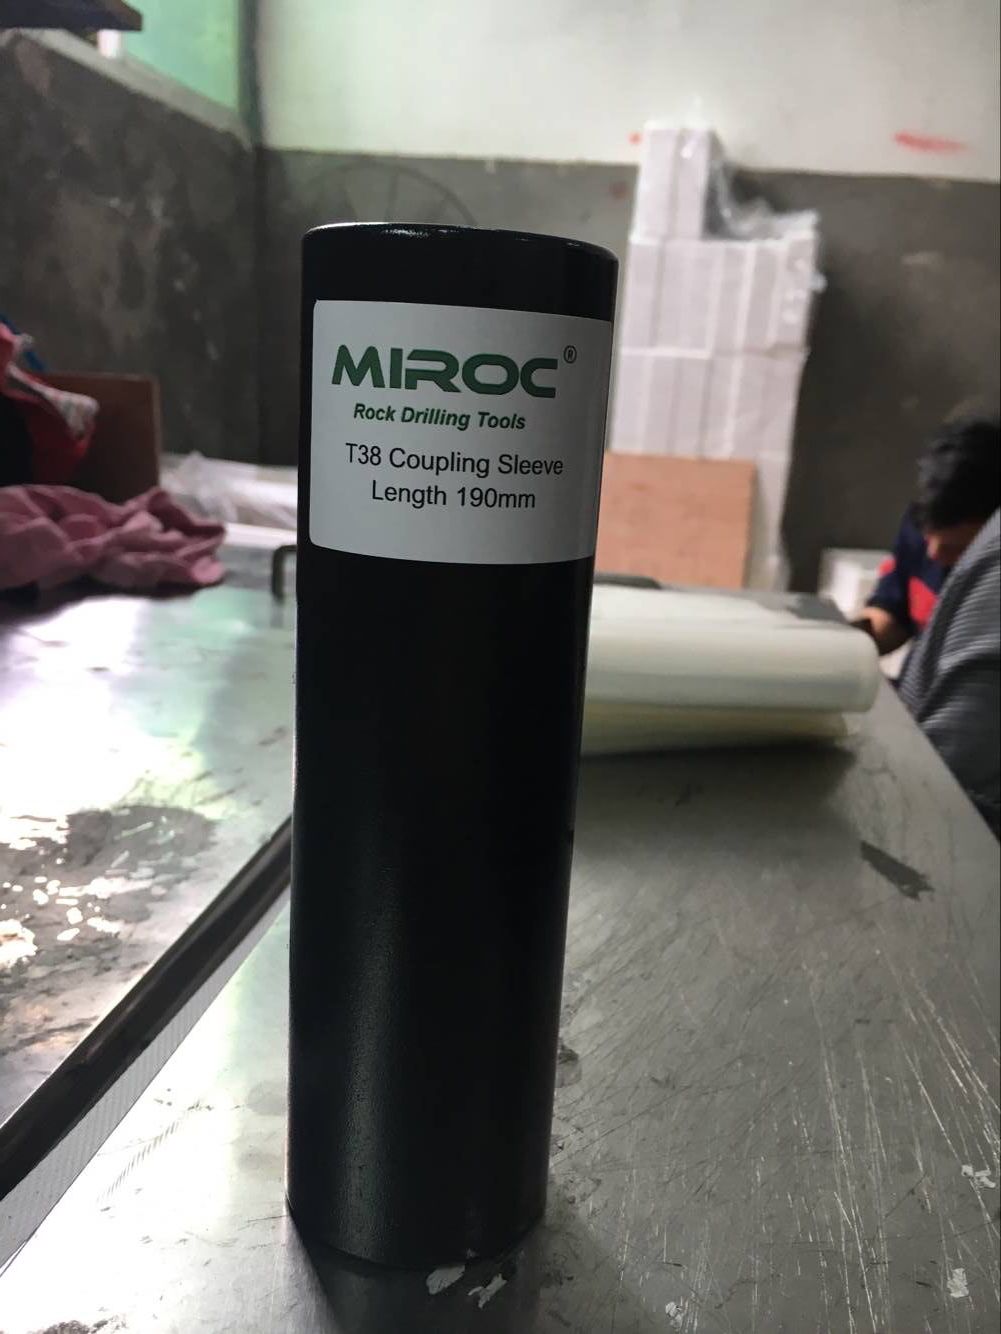 MIROC®
Rock Drilling Tools
T38 Coupling Sleeve
Length 190mm